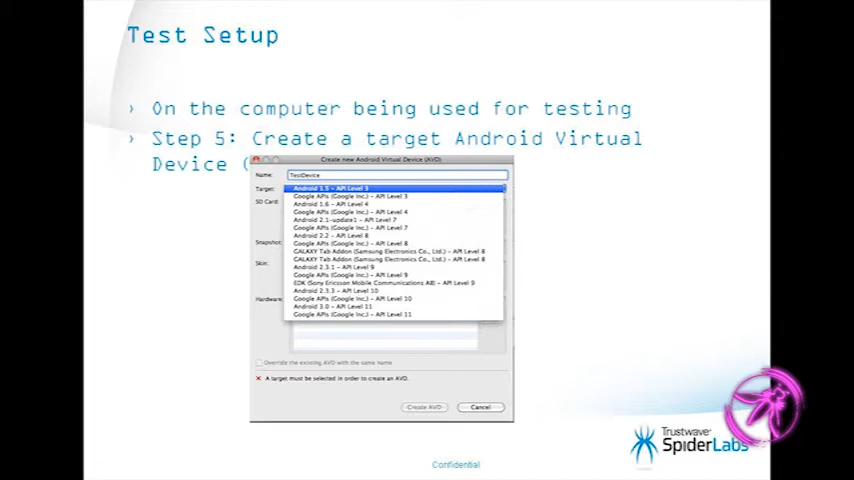 Test Setup
› On the computer being used for testing
› Step 5: Create a target Android Virtual
Device (
Create new Android Virtual Device (AVD)
Name: TestDevice
Target: Android 1.5 - API Level 3
Google APIs (Google Inc.) - API Level 3
SD Card: Android 1.6 - API Level 4
Google APIs (Google Inc.) - API Level 4
Android 2.1-update1 - API Level 7
Google APIs (Google Inc.) - API Level 7
Android 2.2 - API Level 8
Snapshot: Google APIs (Google Inc.) - API Level 8
GALAXY Tab Addon (Samsung Electronics Co., Ltd.) - API Level 8
GALAXY Tab Addon (Samsung Electronics Co., Ltd.) - API Level 8
Skin: Android 2.3.1 - API Level 9
Google APIs (Google Inc.) - API Level 9
EDK (Sony Ericsson Mobile Communications AB) - API Level 9
Android 2.3.3 - API Level 10
Hardware: Google APIs (Google Inc.) - API Level 10
Android 3.0 - API Level 11
Google APIs (Google Inc.) - API Level 11
Override the existing AVD with the same name
A target must be selected in order to create an AVD.
Create AVD Cancel
Trustwave
SpiderLabs
Confidential